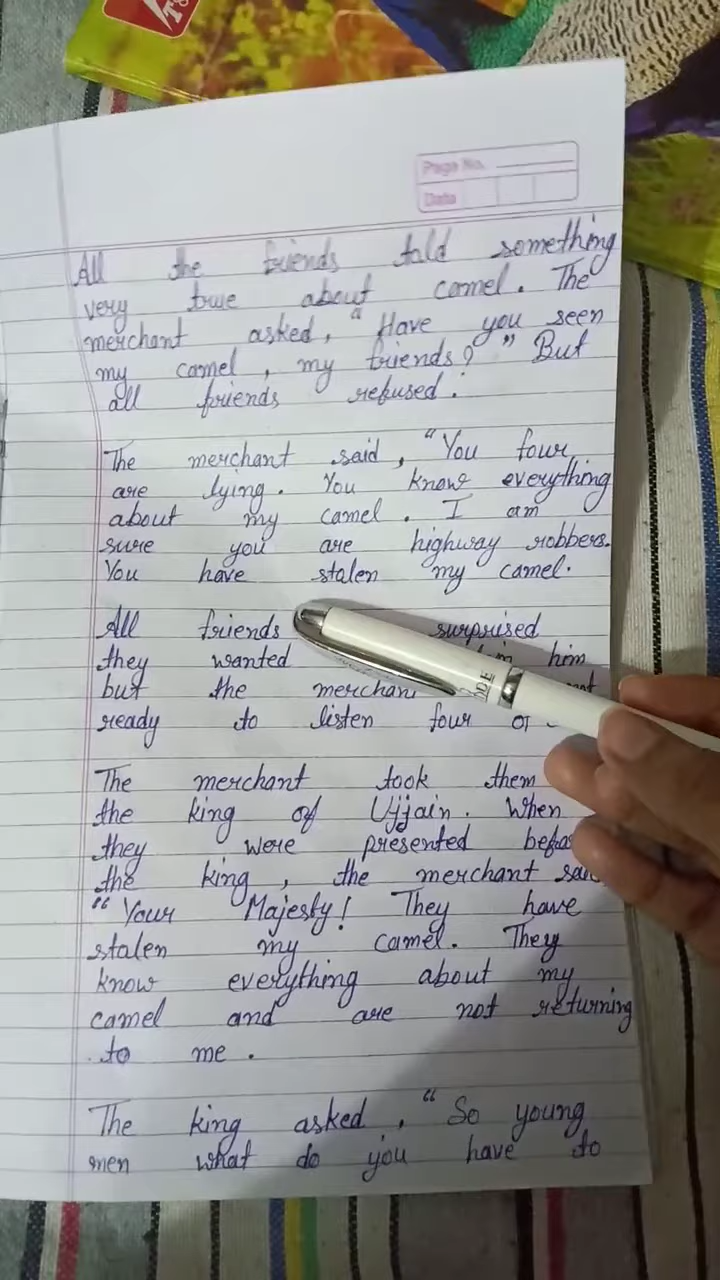 Page No.
Date
All the friends told something
very true about camel. The
merchant asked, "Have you seen
my camel, my friends?" But
all friends refused.
The merchant said, "You four
are lying. You know everything
about my camel. I am
sure you are highway robbers.
You have stolen my camel.
All friends surprised
they wanted him
but the merchan
ready to listen four of
The merchant took them
the king of Ujjain. When
they were presented befo
the king, the merchant sai
"Your Majesty! They have
stolen my camel. They
know everything about my
camel and are not returning
to me.
The king asked, "So young
men what do you have to